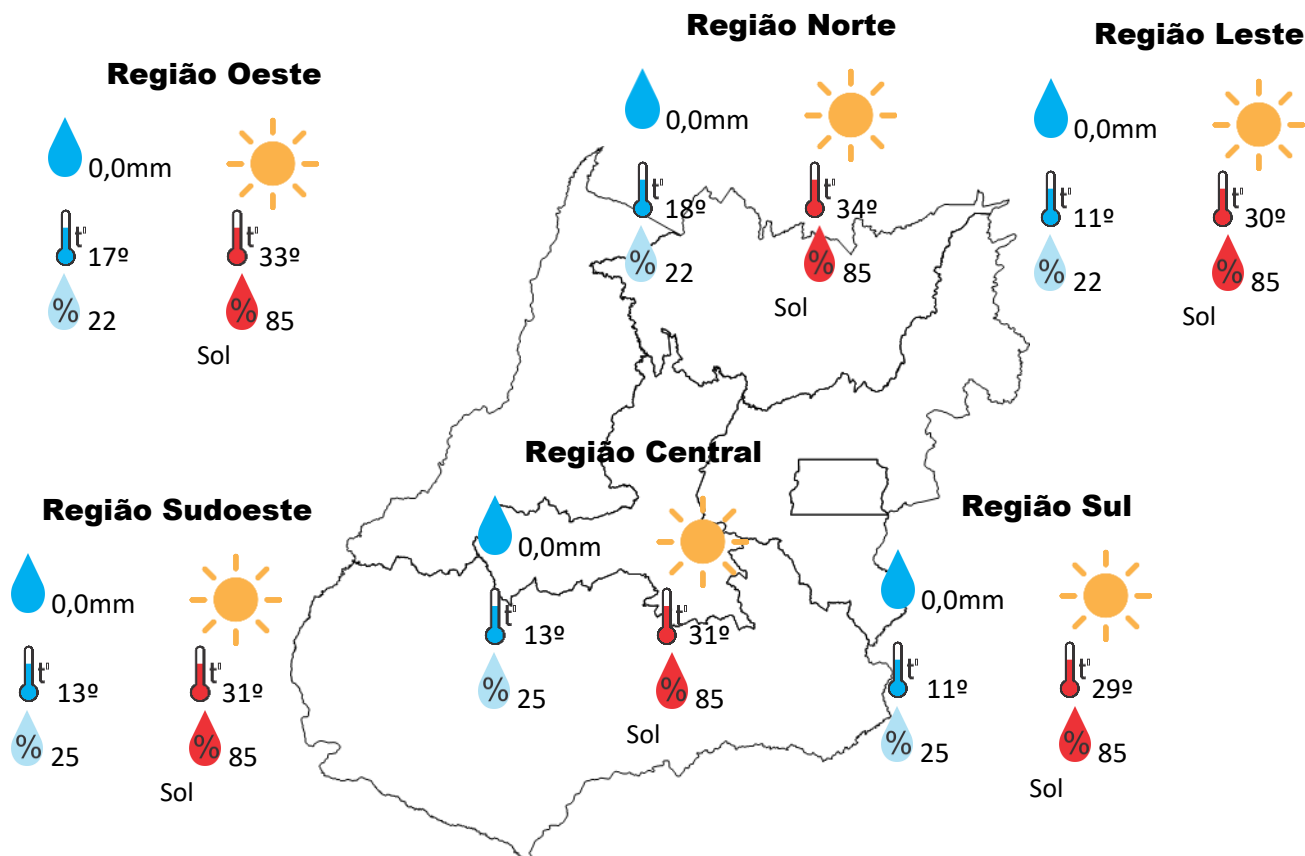 Região Norte
0,0mm
t°
18º
t°
34º
%
22
%
85
Sol
Região Leste
0,0mm
t°
11º
t°
30º
%
22
%
85
Sol
Região Oeste
0,0mm
t°
17º
t°
33º
%
22
%
85
Sol
Região Central
0,0mm
t°
13º
t°
31º
%
25
%
85
Sol
Região Sudoeste
0,0mm
t°
13º
t°
31º
%
25
%
85
Sol
Região Sul
0,0mm
t°
11º
t°
29º
%
25
%
85
Sol